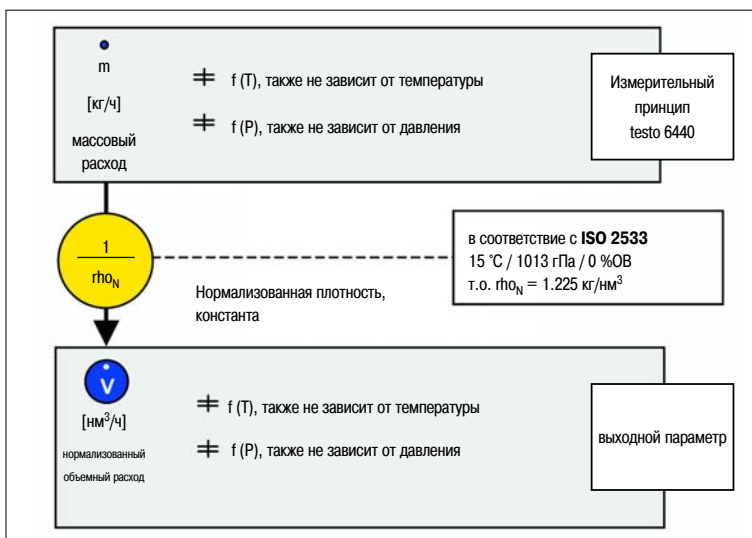 m
[кг/ч]
массовый
расход
≠ f (T), также не зависит от температуры
≠ f (P), также не зависит от давления
Измерительный
принцип
testo 6440
1
rho_N
в соответствие с ISO 2533
15 °C / 1013 гПа / 0 %ОВ
т.о. rho_N = 1.225 кг/нм³
Нормализованная плотность,
константа
V
[нм³/ч]
нормализованный
объемный расход
≠ f (T), также не зависит от температуры
≠ f (P), также не зависит от давления
выходной параметр